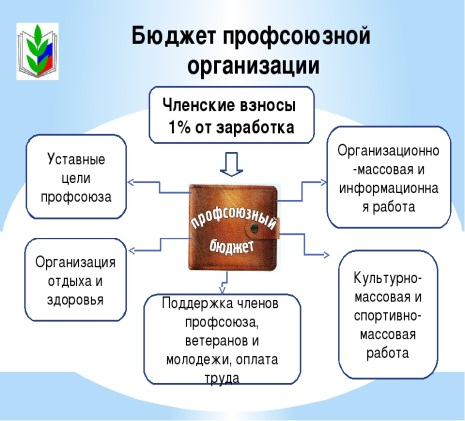 Бюджет профсоюзной
организации
Членские взносы
1% от заработка
Уставные
цели
профсоюза
Организационно
-массовая и
информационна
я работа
профсоюзный
бюджет
Организация
отдыха и
здоровья
Поддержка членов
профсоюза,
ветеранов и
молодежи, оплата
труда
Культурно-
массовая и
спортивно-
массовая
работа